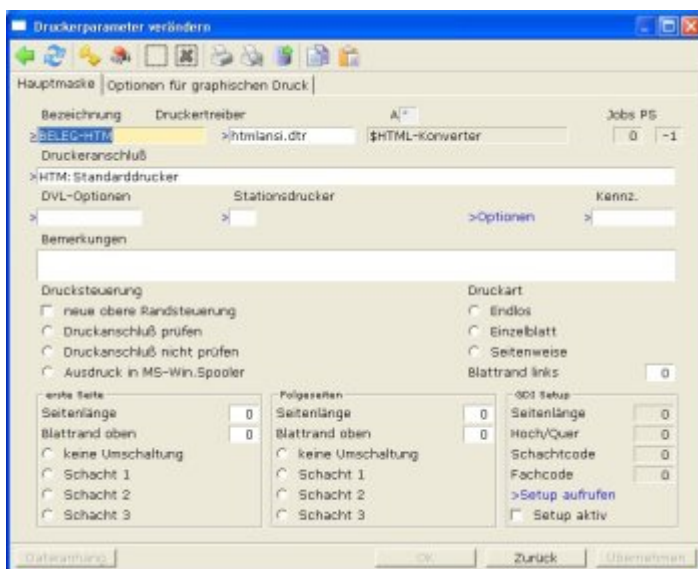 Druckerparameter verändern
Hauptmaske Optionen für graphischen Druck
Bezeichnung Druckertreiber A * Jobs PS
>BELEG-HTM >htmlansi.dtr $HTML-Konverter 0 -1
Druckeranschluß
>HTM:Standarddrucker
DVL-Optionen Stationsdrucker Kennz.
> > >Optionen >
Bemerkungen
Drucksteuerung Druckart
neue obere Randsteuerung Endlos
Druckanschluß prüfen Einzelblatt
Druckanschluß nicht prüfen Seitenweise
Ausdruck in MS-Win.Spooler Blattrand links 0
erste Seite Folgeseiten GDI Setup
Seitenlänge 0 Seitenlänge 0 Seitenlänge 0
Blattrand oben 0 Blattrand oben 0 Hoch/Quer 0
keine Umschaltung keine Umschaltung Schachtcode 0
Schacht 1 Schacht 1 Fachcode 0
Schacht 2 Schacht 2 >Setup aufrufen
Schacht 3 Schacht 3 Setup aktiv
Dateianhang OK Zurück Übernehmen